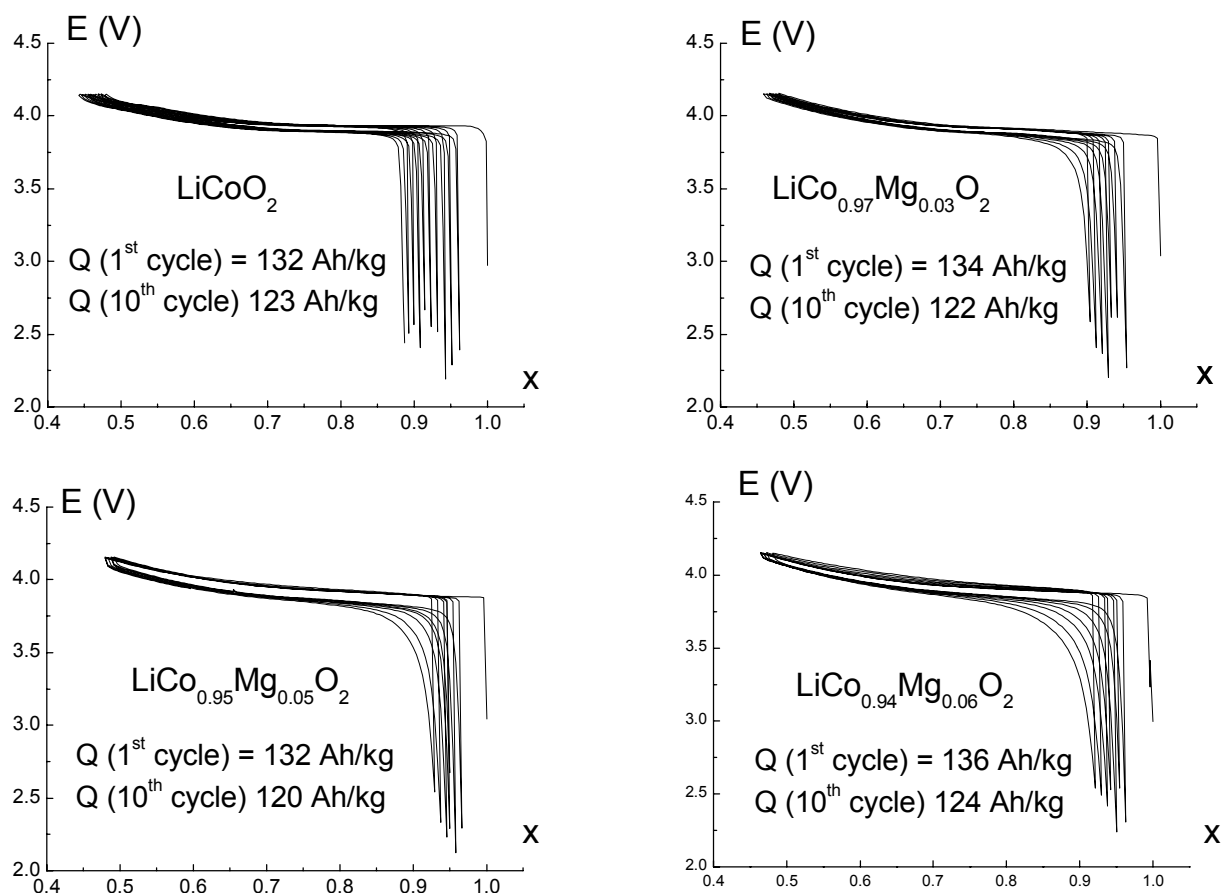 E (V)
4.5
4.0
3.5
3.0
2.5
2.0
0.4 0.5 0.6 0.7 0.8 0.9 1.0
x
LiCoO2
Q (1st cycle) = 132 Ah/kg
Q (10th cycle) 123 Ah/kg
E (V)
4.5
4.0
3.5
3.0
2.5
2.0
0.4 0.5 0.6 0.7 0.8 0.9 1.0
x
LiCo0.97Mg0.03O2
Q (1st cycle) = 134 Ah/kg
Q (10th cycle) 122 Ah/kg
E (V)
4.5
4.0
3.5
3.0
2.5
2.0
0.4 0.5 0.6 0.7 0.8 0.9 1.0
x
LiCo0.95Mg0.05O2
Q (1st cycle) = 132 Ah/kg
Q (10th cycle) 120 Ah/kg
E (V)
4.5
4.0
3.5
3.0
2.5
2.0
0.4 0.5 0.6 0.7 0.8 0.9 1.0
x
LiCo0.94Mg0.06O2
Q (1st cycle) = 136 Ah/kg
Q (10th cycle) 124 Ah/kg